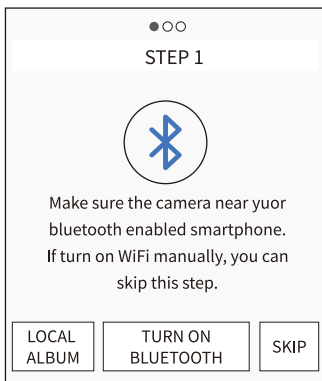 STEP 1
Make sure the camera near yuor
bluetooth enabled smartphone.
If turn on WiFi manually, you can
skip this step.
LOCAL
ALBUM
TURN ON
BLUETOOTH
SKIP